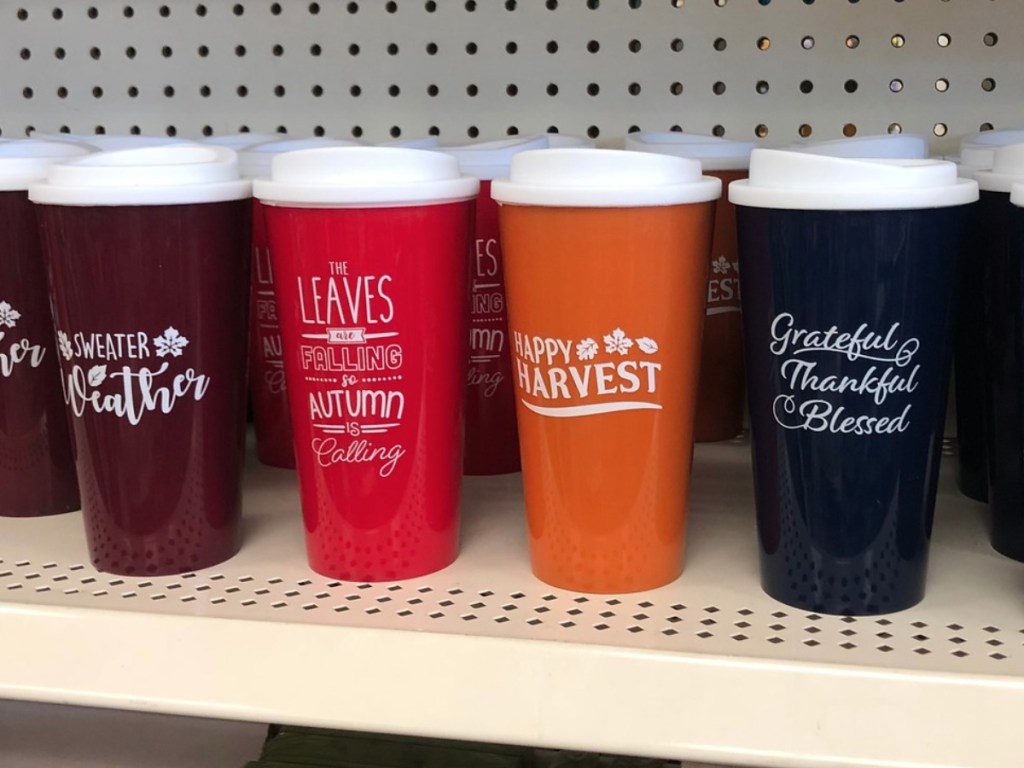 SWEATER
Weather
THE
LEAVES
are
FALLING
so
AUTUMN
IS
Calling
HAPPY
HARVEST
Grateful
Thankful
Blessed